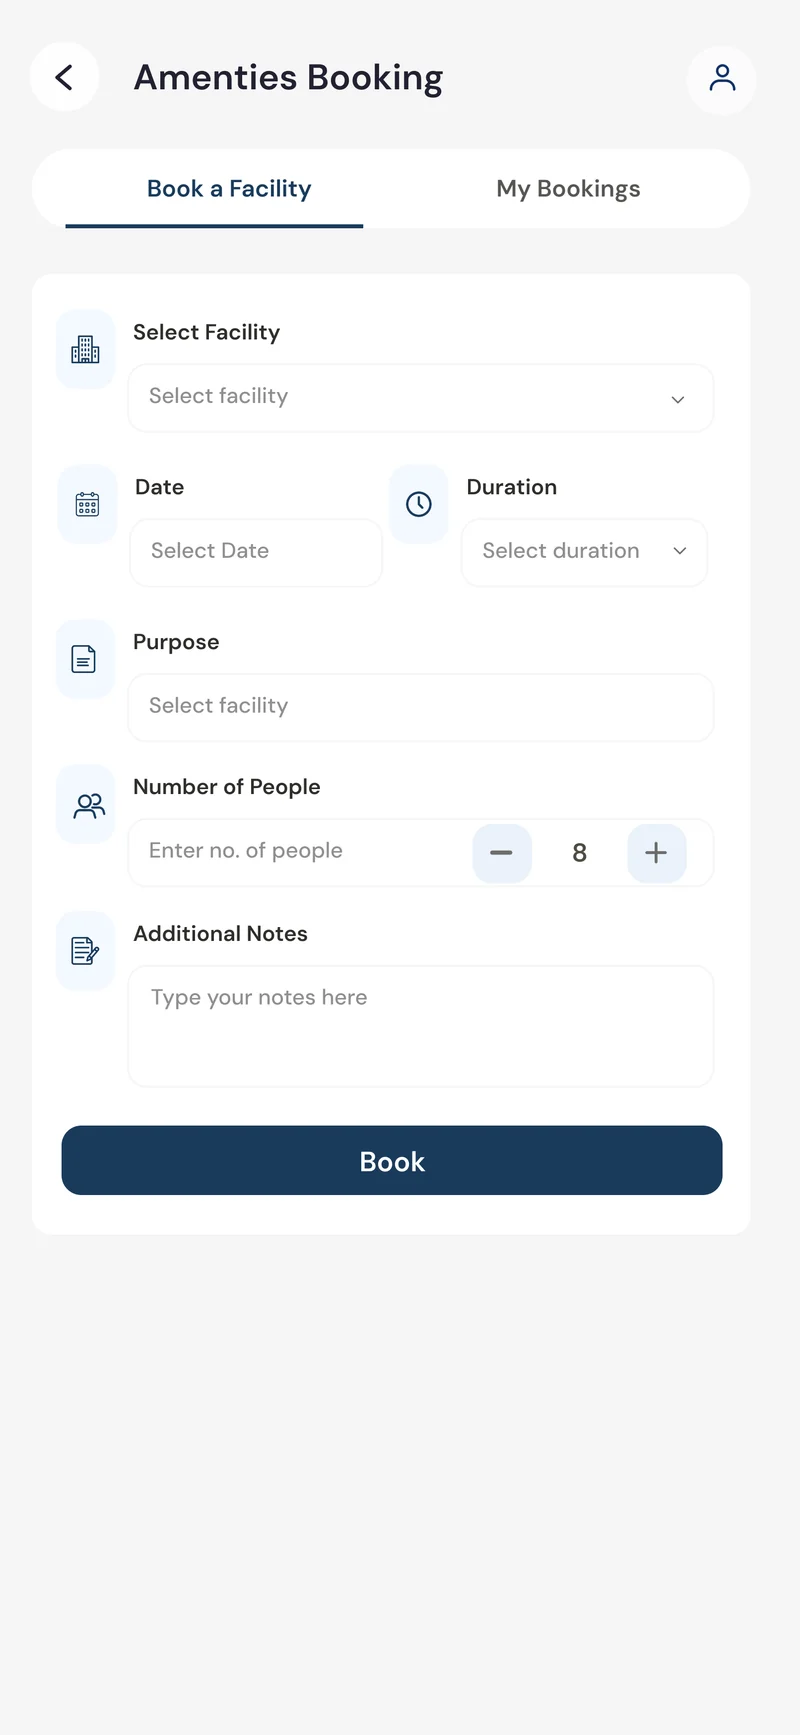 Amenties Booking
Book a Facility
My Bookings
Select Facility
Select facility
Date
Duration
Select Date
Select duration
Purpose
Select facility
Number of People
Enter no. of people
8
Additional Notes
Type your notes here
Book